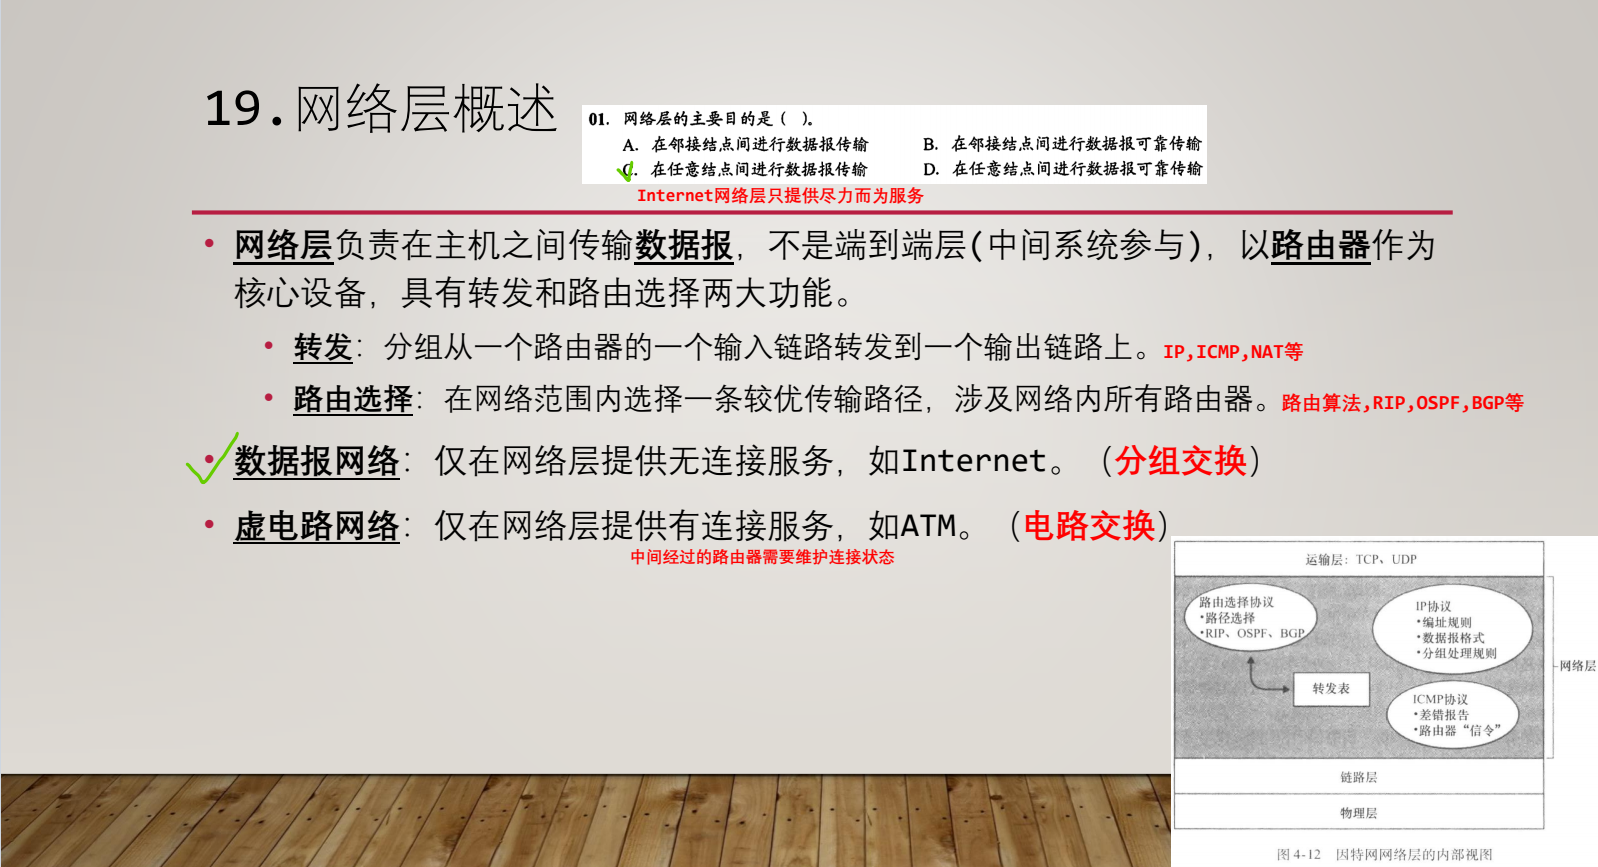 19.网络层概述
01. 网络层的主要目的是（ ）。
A. 在邻接结点间进行数据报传输 B. 在邻接结点间进行数据报可靠传输
C. 在任意结点间进行数据报传输 D. 在任意结点间进行数据报可靠传输
Internet网络层只提供尽力而为服务
• 网络层负责在主机之间传输数据报，不是端到端层(中间系统参与)，以路由器作为
核心设备，具有转发和路由选择两大功能。
• 转发：分组从一个路由器的一个输入链路转发到一个输出链路上。IP,ICMP,NAT等
• 路由选择：在网络范围内选择一条较优传输路径，涉及网络内所有路由器。路由算法,RIP,OSPF,BGP等
• 数据报网络：仅在网络层提供无连接服务，如Internet。（分组交换）
• 虚电路网络：仅在网络层提供有连接服务，如ATM。（电路交换）
中间经过的路由器需要维护连接状态
运输层：TCP、UDP
路由选择协议
•路径选择
•RIP、OSPF、BGP
IP协议
•编址规则
•数据报格式
•分组处理规则
网络层
转发表
ICMP协议
•差错报告
•路由器“信令”
链路层
物理层
图 4-12 因特网网络层的内部视图